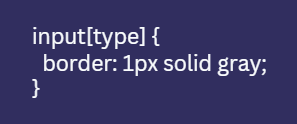 input[type] {
  border: 1px solid gray;
}